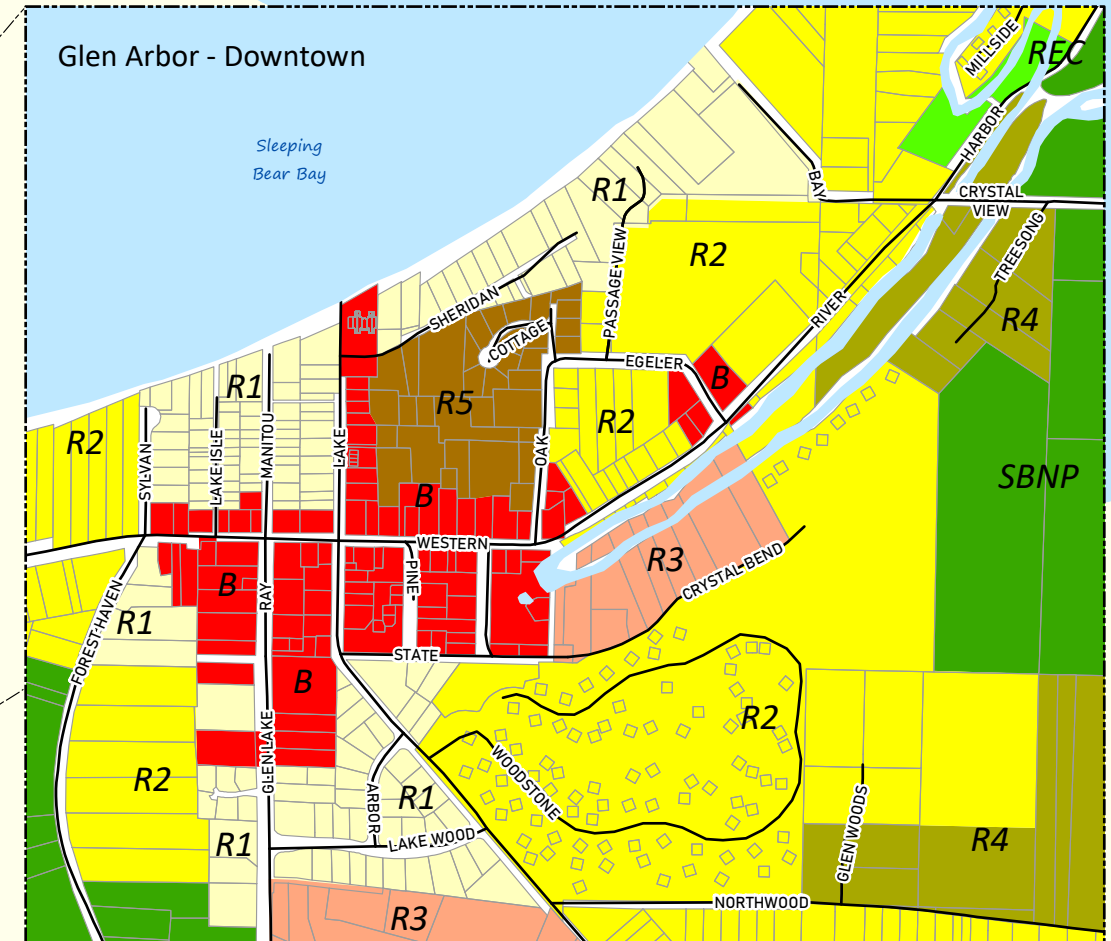 Glen Arbor - Downtown
MILLSIDE
REC
Sleeping
Bear Bay
HARBOR
BAY
R1
CRYSTAL
VIEW
PASSAGE VIEW
R2
TREESONG
SHERIDAN
RIVER
R4
COTTAGE
EGELER
B
R1
R5
R2
R2
SYLVAN
LAKE ISLE
MANITOU
LAKE
OAK
SBNP
B
WESTERN
PINE
R3
CRYSTAL BEND
B
RAY
FOREST HAVEN
R1
STATE
B
R2
GLEN LAKE
WOODSTONE
R2
ARBOR
R1
GLEN WOODS
R1
LAKE WOOD
R4
NORTHWOOD
R3